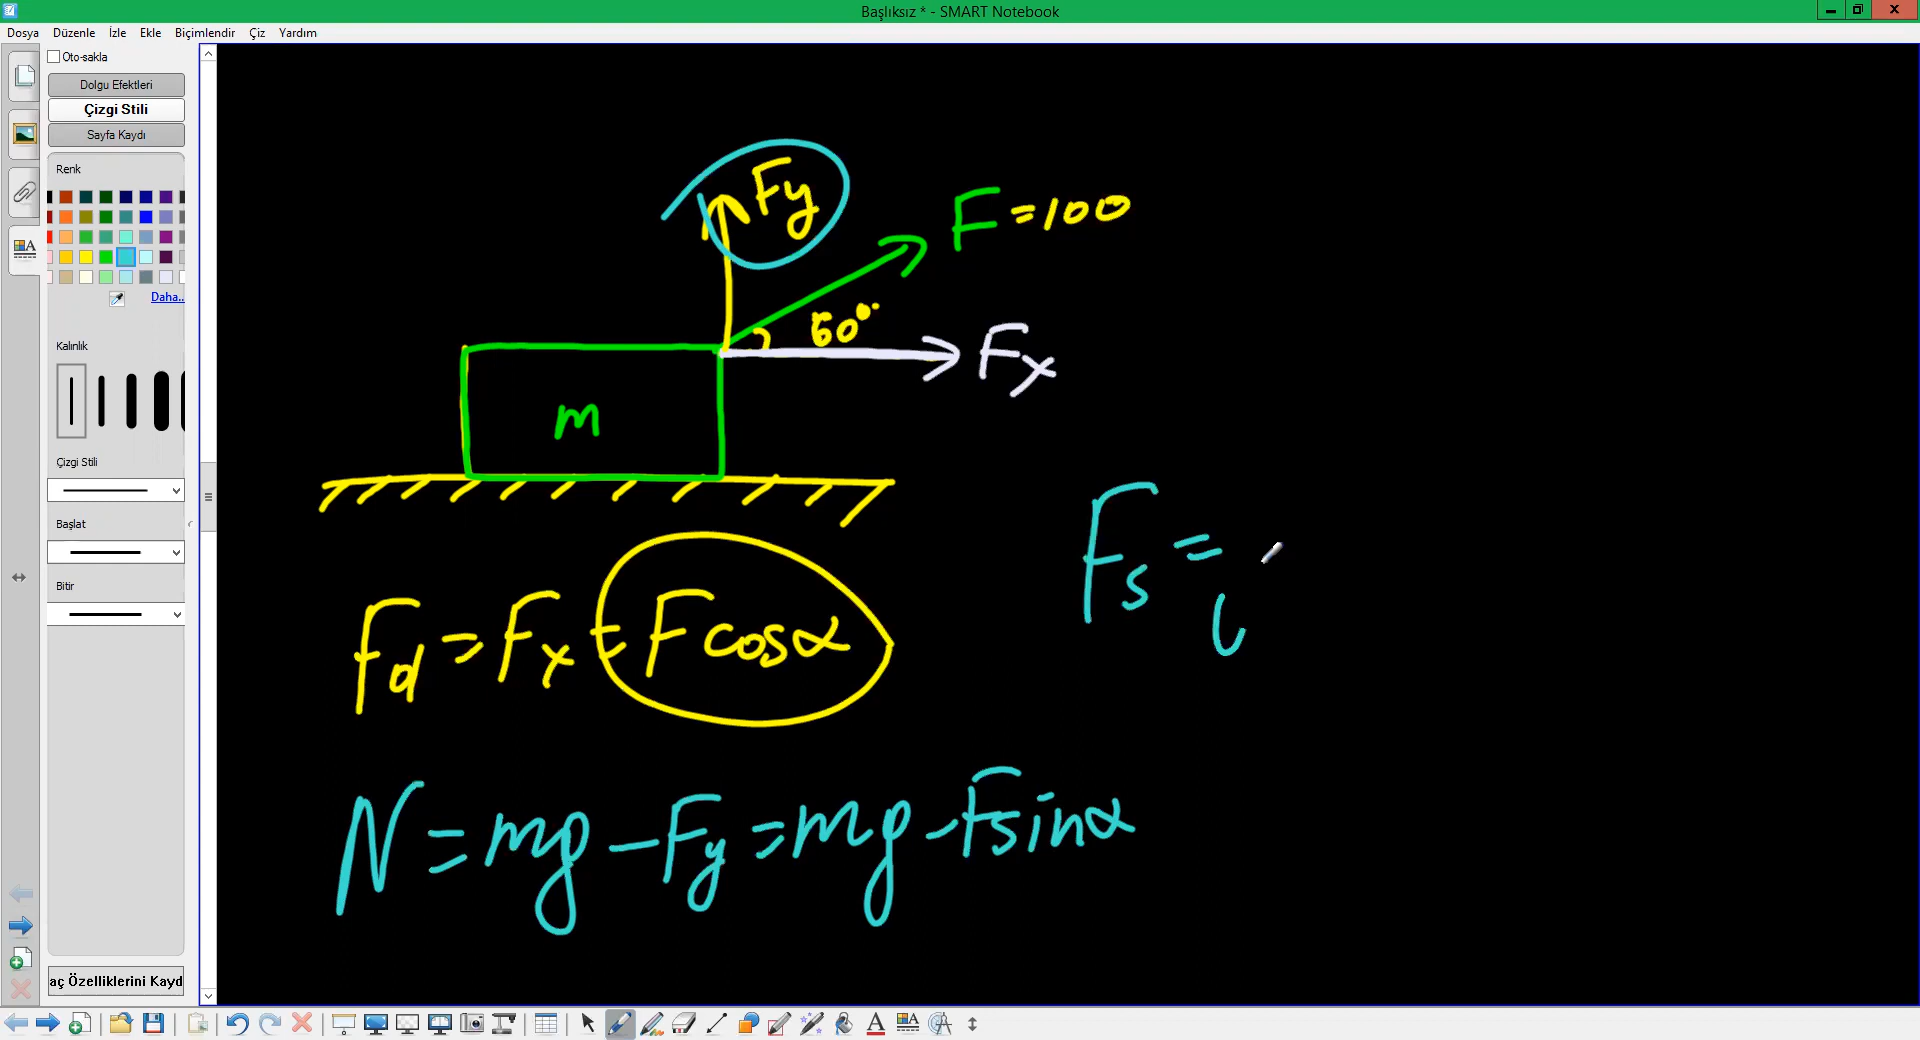 Başlıksız * - SMART Notebook
Dosya Düzenle İzle Ekle Biçimlendir Çiz Yardım
Oto-sakla
Dolgu Efektleri
Çizgi Stili
Sayfa Kaydı
Renk
Daha..
Kalınlık
Çizgi Stili
Başlat
Bitir
aç Özelliklerini Kayd
Fy
F = 100
60°
Fx
m
Fs =
Fd = Fx = F cosα
N = mg - Fy = mg - Fsinα